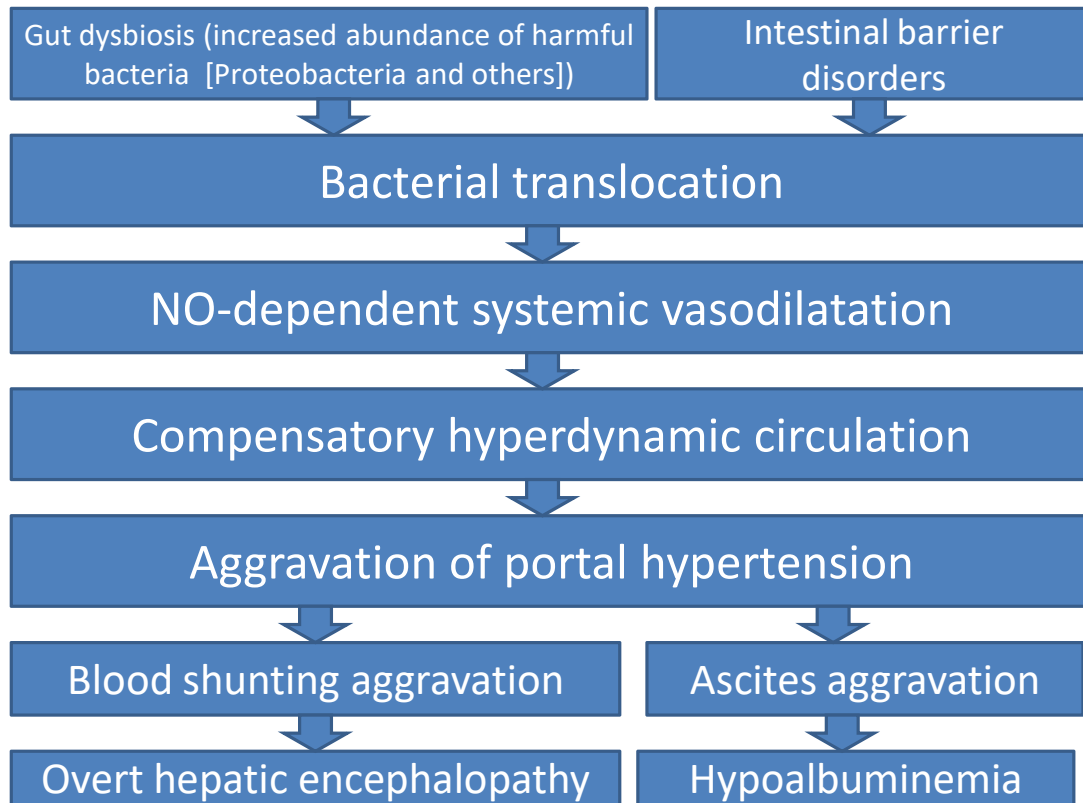 Gut dysbiosis (increased abundance of harmful
bacteria  [Proteobacteria and others])
Intestinal barrier
disorders
Bacterial translocation
NO-dependent systemic vasodilatation
Compensatory hyperdynamic circulation
Aggravation of portal hypertension
Blood shunting aggravation
Ascites aggravation
Overt hepatic encephalopathy
Hypoalbuminemia